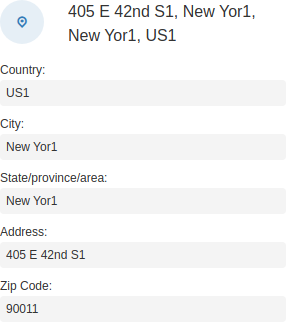 405 E 42nd S1, New Yor1,
New Yor1, US1
Country:
US1
City:
New Yor1
State/province/area:
New Yor1
Address:
405 E 42nd S1
Zip Code:
90011